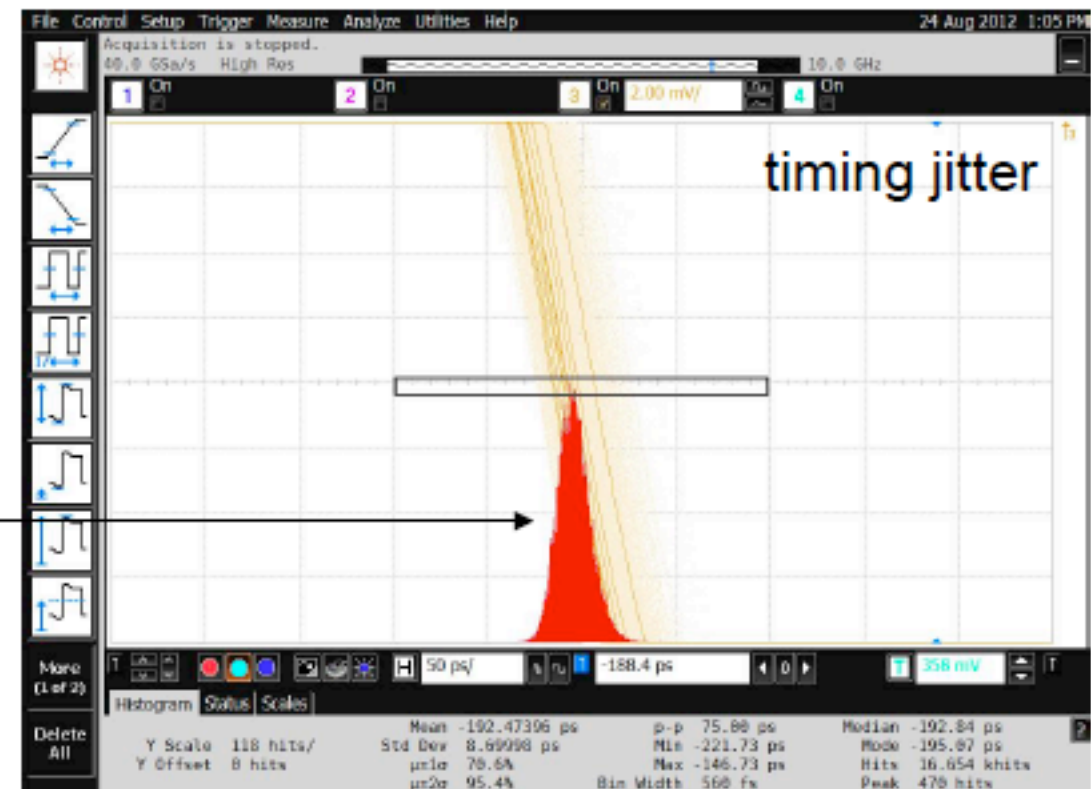 File Control Setup Trigger Measure Analyze Utilities Help 24 Aug 2012 1:05 PM
Acquisition is stopped.
40.0 GSa/s High Res 10.0 GHz
1 On 2 On 3 On 2.00 mV/ 4 On
timing jitter
H 50 ps/ -188.4 ps 0 T 358 mV
More
(1 of 2)
Delete
All
Histogram Status Scales
Mean -192.47396 ps p-p 75.00 ps Median -192.84 ps
Y Scale 118 hits/ Std Dev 8.69998 ps Min -221.73 ps Mode -195.07 ps
Y Offset 0 hits μ±1σ 70.6% Max -146.73 ps Hits 16.654 khits
μ±2σ 95.4% Bin Width 560 fs Peak 470 hits